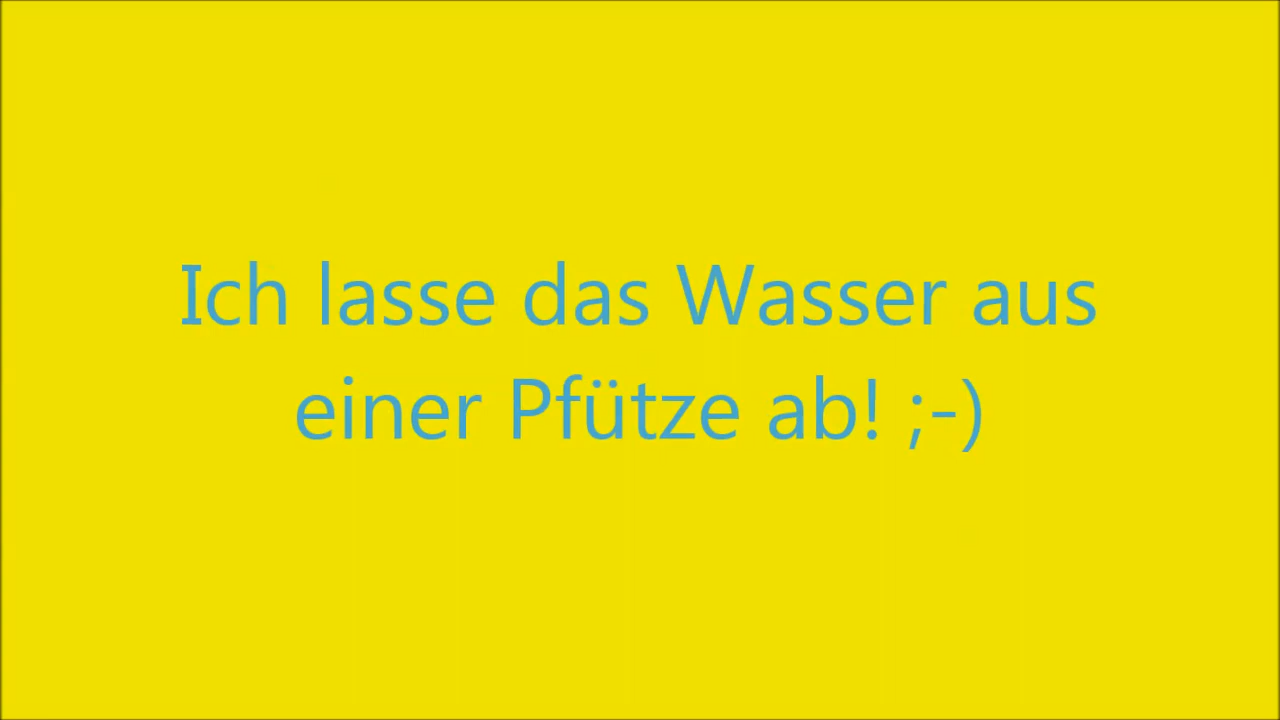 Ich lasse das Wasser aus
einer Pfütze ab! ;-)